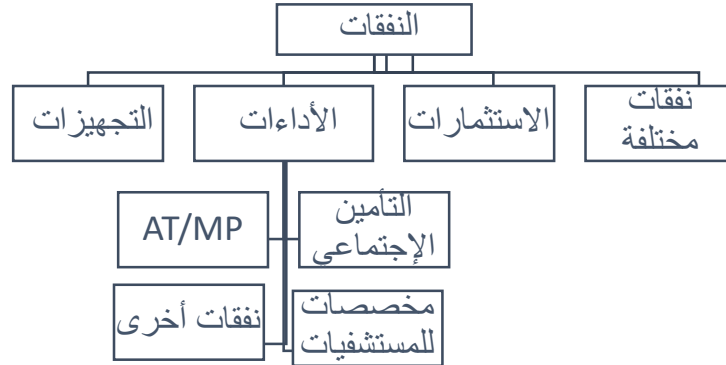 النفقات
نفقات
مختلفة
الاستثمارات
الأداءات
التجهيزات
التأمين
الإجتماعي
AT/MP
مخصصات
للمستشفيات
نفقات أخرى